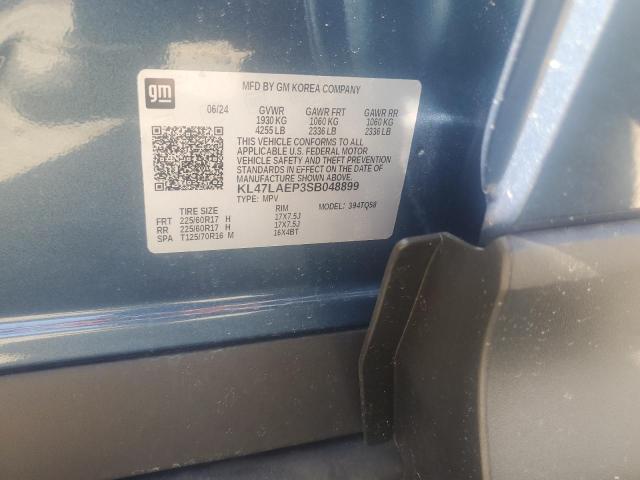 gm
MFD BY GM KOREA COMPANY
06/24 GVWR GAWR FRT GAWR RR
1930 KG 1060 KG 1060 KG
4255 LB 2336 LB 2336 LB
THIS VEHICLE CONFORMS TO ALL
APPLICABLE U.S. FEDERAL MOTOR
VEHICLE SAFETY AND THEFT PREVENTION
STANDARDS IN EFFECT ON THE DATE OF
MANUFACTURE SHOWN ABOVE.
KL47LAEP3SB048899
TYPE: MPV MODEL: 394TQ58
TIRE SIZE RIM
FRT 225/60R17 H 17X7.5J
RR 225/60R17 H 17X7.5J
SPA T125/70R16 M 16X4BT